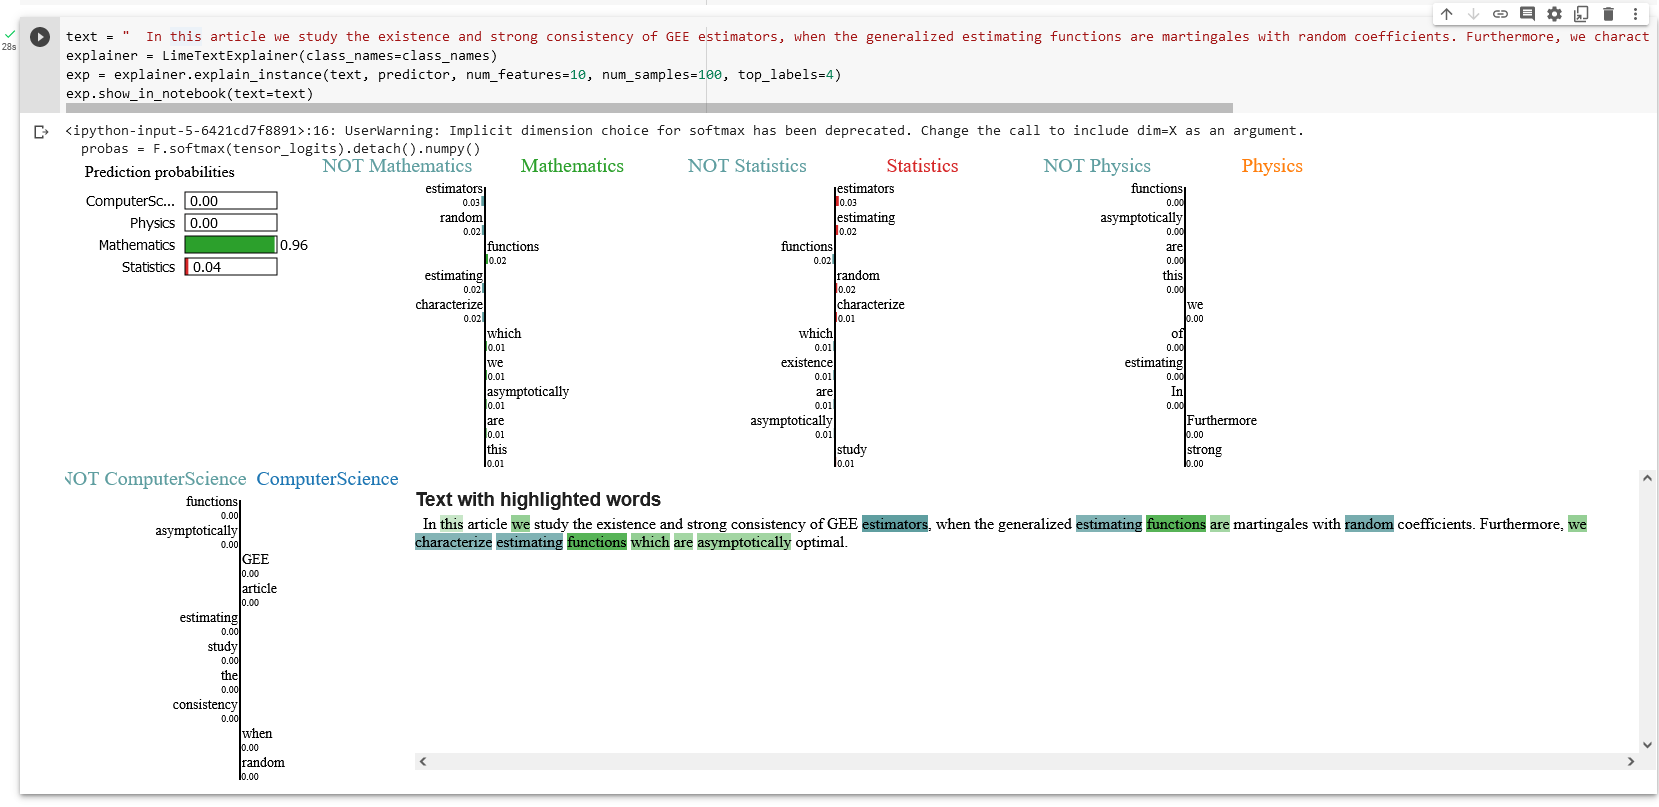 28s
text = "  In this article we study the existence and strong consistency of GEE estimators, when the generalized estimating functions are martingales with random coefficients. Furthermore, we charact
explainer = LimeTextExplainer(class_names=class_names)
exp = explainer.explain_instance(text, predictor, num_features=10, num_samples=100, top_labels=4)
exp.show_in_notebook(text=text)
<ipython-input-5-6421cd7f8891>:16: UserWarning: Implicit dimension choice for softmax has been deprecated. Change the call to include dim=X as an argument.
  probas = F.softmax(tensor_logits).detach().numpy()
Prediction probabilities
ComputerSc... 0.00
Physics 0.00
Mathematics 0.96
Statistics 0.04
NOT Mathematics Mathematics
estimators
0.03
random
0.02
functions
0.02
estimating
0.02
characterize
0.02
which
0.01
we
0.01
asymptotically
0.01
are
0.01
this
0.01
NOT Statistics Statistics
estimators
0.03
estimating
0.02
functions
0.02
random
0.02
characterize
0.01
which
0.01
existence
0.01
are
0.01
asymptotically
0.01
study
0.01
NOT Physics Physics
functions
0.00
asymptotically
0.00
are
0.00
this
0.00
we
0.00
of
0.00
estimating
0.00
In
0.00
Furthermore
0.00
strong
0.00
NOT ComputerScience ComputerScience
functions
0.00
asymptotically
0.00
GEE
0.00
article
0.00
estimating
0.00
study
0.00
the
0.00
consistency
0.00
when
0.00
random
0.00
Text with highlighted words
In this article we study the existence and strong consistency of GEE estimators, when the generalized estimating functions are martingales with random coefficients. Furthermore, we
characterize estimating functions which are asymptotically optimal.